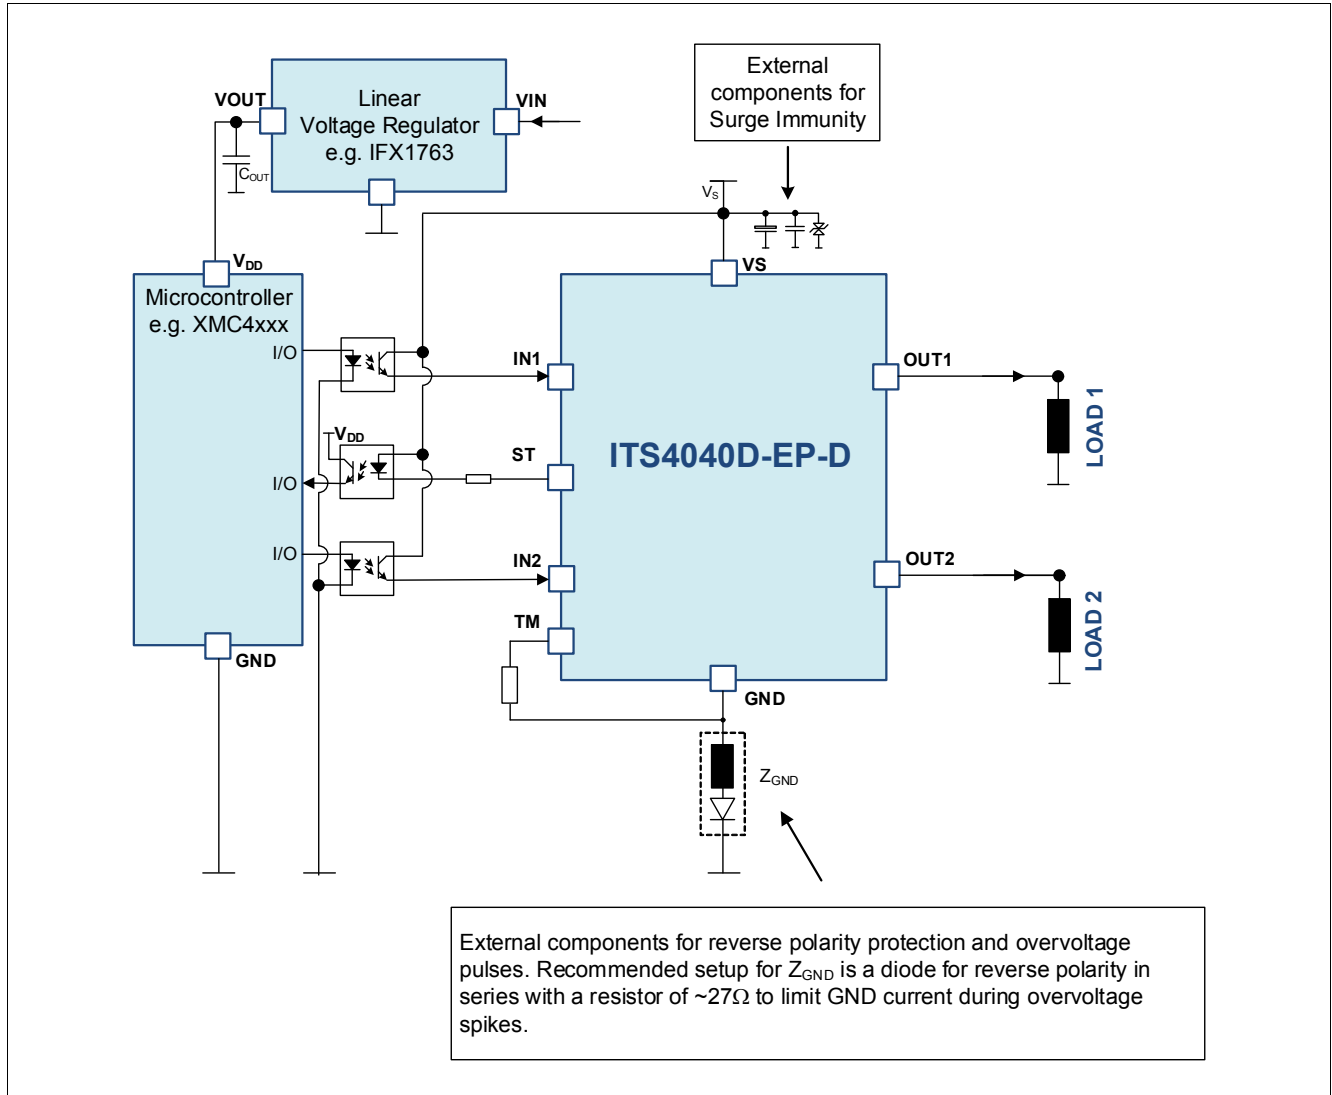 External
components for
Surge Immunity
VOUT
Linear
Voltage Regulator
e.g. IFX1763
VIN
COUT
VS
VDD
VS
Microcontroller
e.g. XMC4xxx
I/O
IN1
OUT1
LOAD 1
VDD
ST
ITS4040D-EP-D
I/O
I/O
IN2
OUT2
LOAD 2
TM
GND
GND
ZGND
External components for reverse polarity protection and overvoltage
pulses. Recommended setup for ZGND is a diode for reverse polarity in
series with a resistor of ~27Ω to limit GND current during overvoltage
spikes.